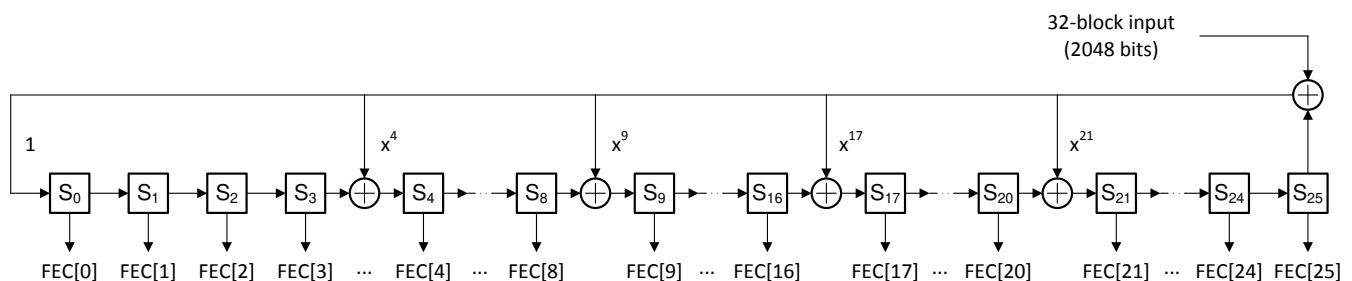 32-block input
(2048 bits)
1 x⁴ x⁹ x¹⁷ x²¹
S₀ S₁ S₂ S₃ S₄ ... S₈ S₉ ... S₁₆ S₁₇ ... S₂₀ S₂₁ ... S₂₄ S₂₅
FEC[0] FEC[1] FEC[2] FEC[3] ... FEC[4] ... FEC[8] FEC[9] ... FEC[16] FEC[17] ... FEC[20] FEC[21] ... FEC[24] FEC[25]